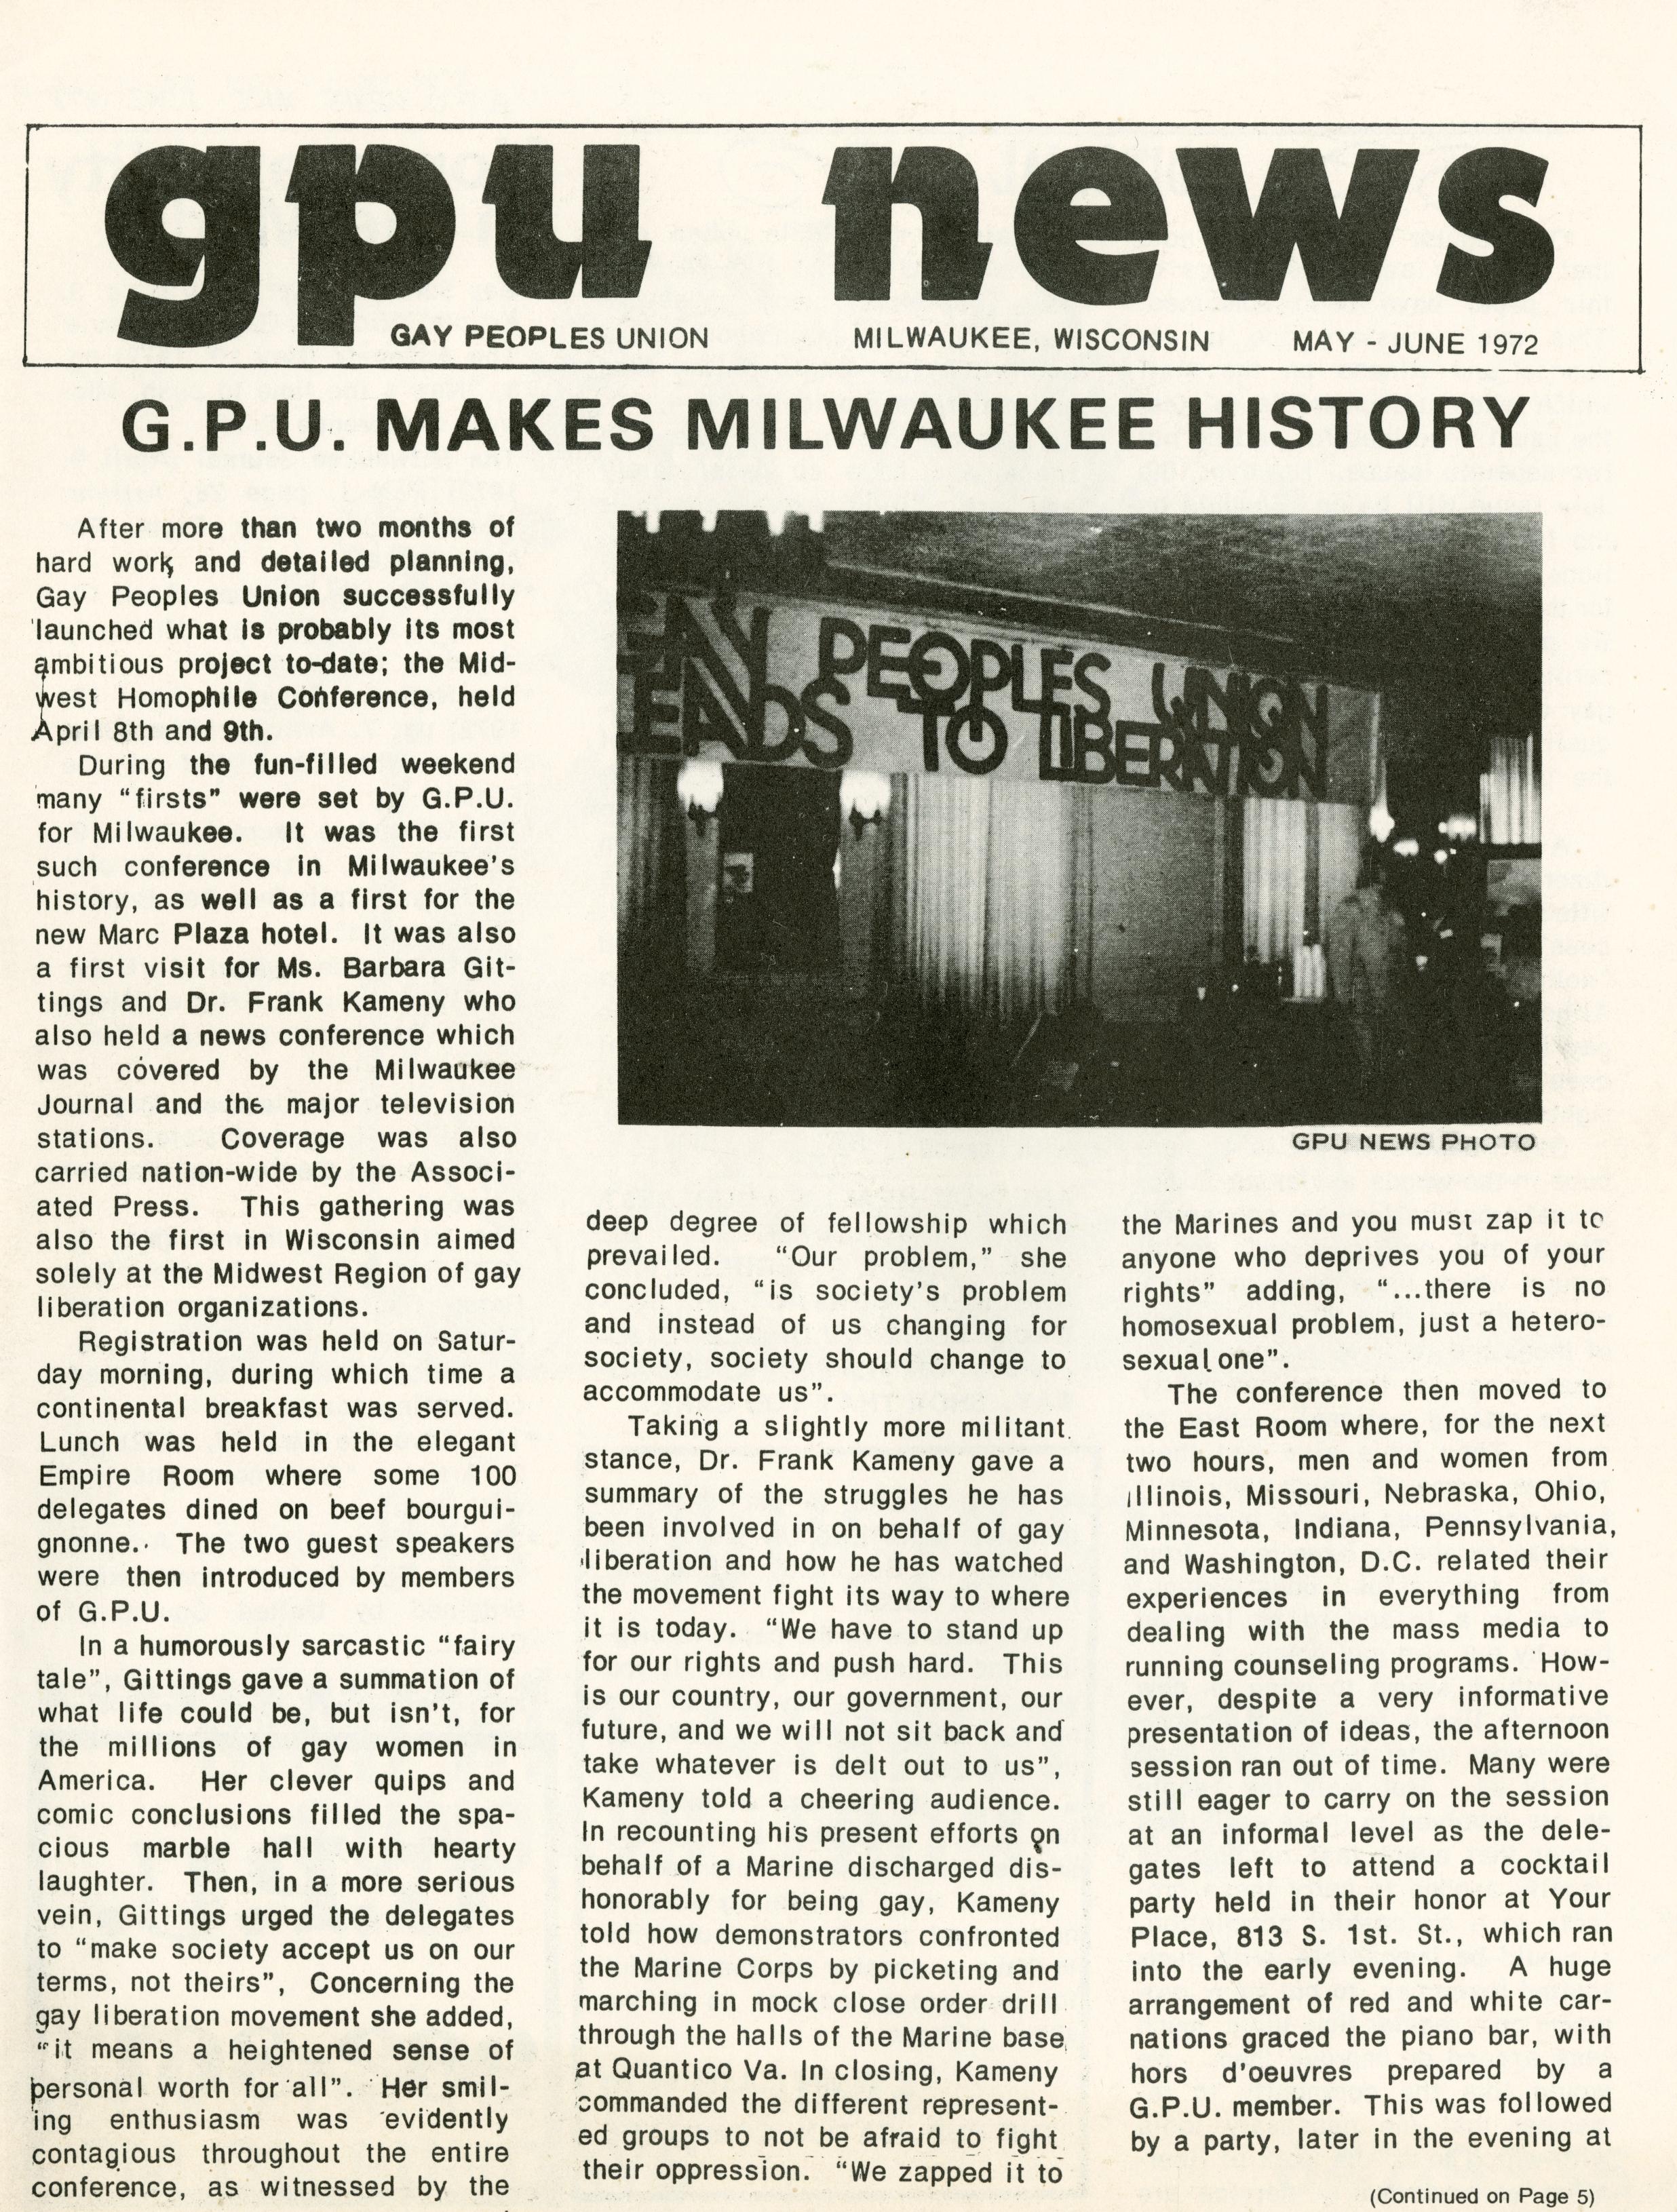 gpu news
GAY PEOPLES UNION MILWAUKEE, WISCONSIN MAY - JUNE 1972
G.P.U. MAKES MILWAUKEE HISTORY
After more than two months of
hard work and detailed planning,
Gay Peoples Union successfully
launched what is probably its most
ambitious project to-date; the Mid-
west Homophile Conference, held
April 8th and 9th.
During the fun-filled weekend
many “firsts” were set by G.P.U.
for Milwaukee. It was the first
such conference in Milwaukee's
history, as well as a first for the
new Marc Plaza hotel. It was also
a first visit for Ms. Barbara Git-
tings and Dr. Frank Kameny who
also held a news conference which
was covered by the Milwaukee
Journal and the major television
stations. Coverage was also
carried nation-wide by the Associ-
ated Press. This gathering was
also the first in Wisconsin aimed
solely at the Midwest Region of gay
liberation organizations.
Registration was held on Satur-
day morning, during which time a
continental breakfast was served.
Lunch was held in the elegant
Empire Room where some 100
delegates dined on beef bourgui-
gnonne. The two guest speakers
were then introduced by members
of G.P.U.
In a humorously sarcastic “fairy
tale”, Gittings gave a summation of
what life could be, but isn't, for
the millions of gay women in
America. Her clever quips and
comic conclusions filled the spa-
cious marble hall with hearty
laughter. Then, in a more serious
vein, Gittings urged the delegates
to “make society accept us on our
terms, not theirs”, Concerning the
gay liberation movement she added,
“it means a heightened sense of
personal worth for all”. Her smil-
ing enthusiasm was evidently
contagious throughout the entire
conference, as witnessed by the
PEOPLES UNION
TO LIBERATION
GPU NEWS PHOTO
deep degree of fellowship which
prevailed. “Our problem,” she
concluded, “is society's problem
and instead of us changing for
society, society should change to
accommodate us”.
Taking a slightly more militant
stance, Dr. Frank Kameny gave a
summary of the struggles he has
been involved in on behalf of gay
liberation and how he has watched
the movement fight its way to where
it is today. “We have to stand up
for our rights and push hard. This
is our country, our government, our
future, and we will not sit back and
take whatever is delt out to us”,
Kameny told a cheering audience.
In recounting his present efforts on
behalf of a Marine discharged dis-
honorably for being gay, Kameny
told how demonstrators confronted
the Marine Corps by picketing and
marching in mock close order drill
through the halls of the Marine base
at Quantico Va. In closing, Kameny
commanded the different represent-
ed groups to not be afraid to fight
their oppression. “We zapped it to
the Marines and you must zap it to
anyone who deprives you of your
rights” adding, “...there is no
homosexual problem, just a hetero-
sexual one”.
The conference then moved to
the East Room where, for the next
two hours, men and women from
Illinois, Missouri, Nebraska, Ohio,
Minnesota, Indiana, Pennsylvania,
and Washington, D.C. related their
experiences in everything from
dealing with the mass media to
running counseling programs. How-
ever, despite a very informative
presentation of ideas, the afternoon
session ran out of time. Many were
still eager to carry on the session
at an informal level as the dele-
gates left to attend a cocktail
party held in their honor at Your
Place, 813 S. 1st. St., which ran
into the early evening. A huge
arrangement of red and white car-
nations graced the piano bar, with
hors d'oeuvres prepared by a
G.P.U. member. This was followed
by a party, later in the evening at
(Continued on Page 5)